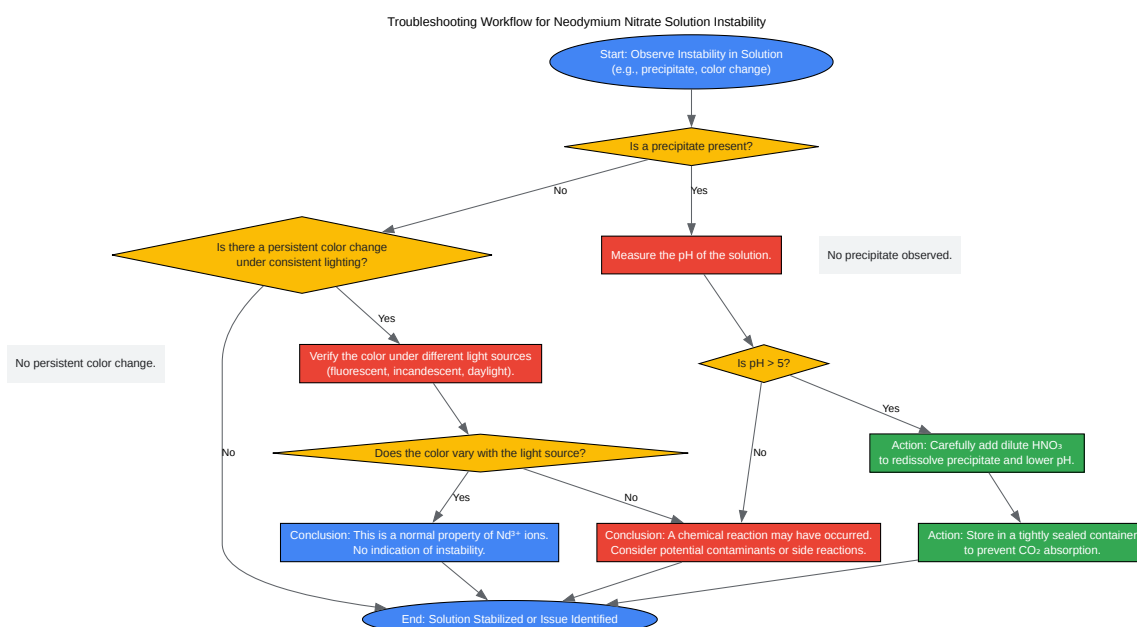 Troubleshooting Workflow for Neodymium Nitrate Solution Instability
Start: Observe Instability in Solution
(e.g., precipitate, color change)
Is a precipitate present?
No
Yes
Is there a persistent color change
under consistent lighting?
Measure the pH of the solution.
No precipitate observed.
Yes
No persistent color change.
Verify the color under different light sources
(fluorescent, incandescent, daylight).
Is pH > 5?
Yes
No
Does the color vary with the light source?
No
Action: Carefully add dilute HNO₃
to redissolve precipitate and lower pH.
Yes
No
Conclusion: This is a normal property of Nd³⁺ ions.
No indication of instability.
Conclusion: A chemical reaction may have occurred.
Consider potential contaminants or side reactions.
Action: Store in a tightly sealed container
to prevent CO₂ absorption.
End: Solution Stabilized or Issue Identified